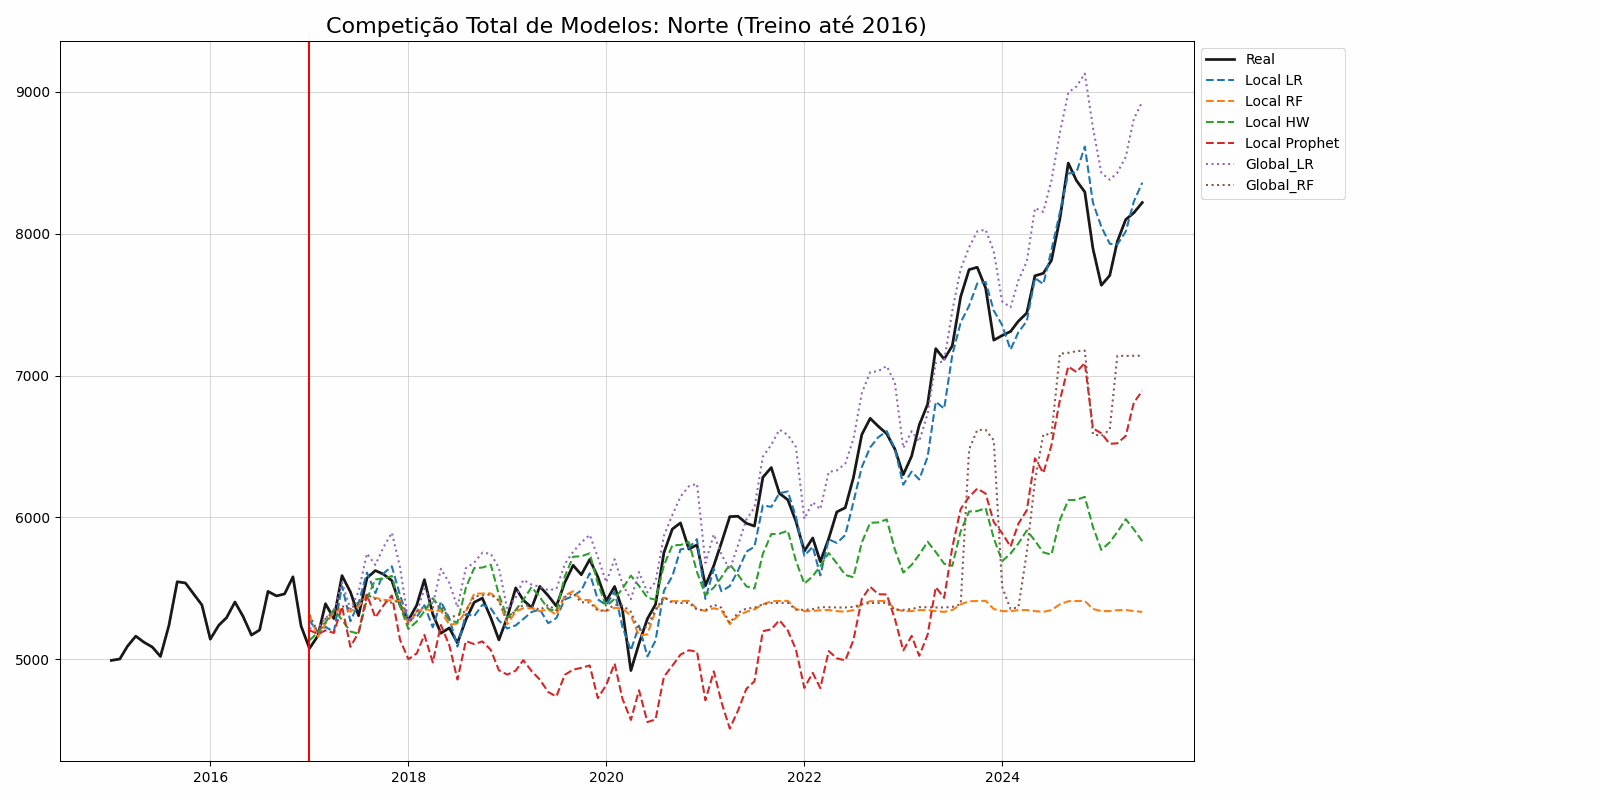 Competição Total de Modelos: Norte (Treino até 2016)
9000
8000
7000
6000
5000
2016
2018
2020
2022
2024
Real
Local LR
Local RF
Local HW
Local Prophet
Global_LR
Global_RF